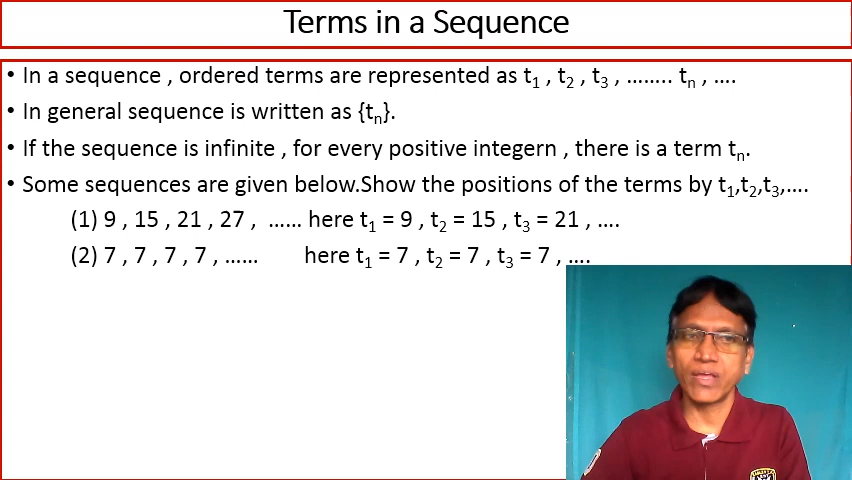 Terms in a Sequence
• In a sequence , ordered terms are represented as t₁ , t₂ , t₃ , …….. tₙ , ….
• In general sequence is written as {tₙ}.
• If the sequence is infinite , for every positive integern , there is a term tₙ.
• Some sequences are given below.Show the positions of the terms by t₁,t₂,t₃,….
(1) 9 , 15 , 21 , 27 , …… here t₁ = 9 , t₂ = 15 , t₃ = 21 , ….
(2) 7 , 7 , 7 , 7 , …… here t₁ = 7 , t₂ = 7 , t₃ = 7 , ….